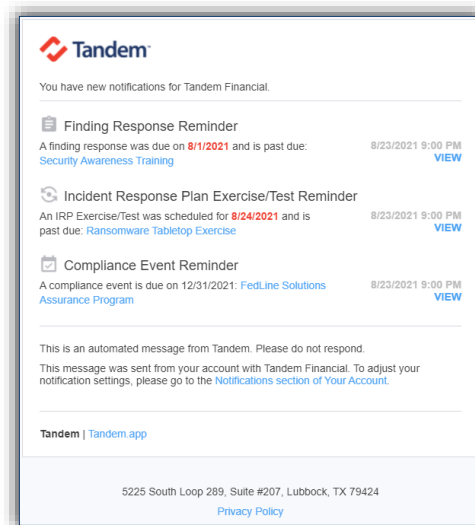 Tandem
You have new notifications for Tandem Financial.
Finding Response Reminder
A finding response was due on 8/1/2021 and is past due:
Security Awareness Training
8/23/2021 9:00 PM
VIEW
Incident Response Plan Exercise/Test Reminder
An IRP Exercise/Test was scheduled for 8/24/2021 and is
past due: Ransomware Tabletop Exercise
8/23/2021 9:00 PM
VIEW
Compliance Event Reminder
A compliance event is due on 12/31/2021: FedLine Solutions
Assurance Program
8/23/2021 9:00 PM
VIEW
This is an automated message from Tandem. Please do not respond.
This message was sent from your account with Tandem Financial. To adjust your
notification settings, please go to the Notifications section of Your Account.
Tandem | Tandem.app
5225 South Loop 289, Suite #207, Lubbock, TX 79424
Privacy Policy